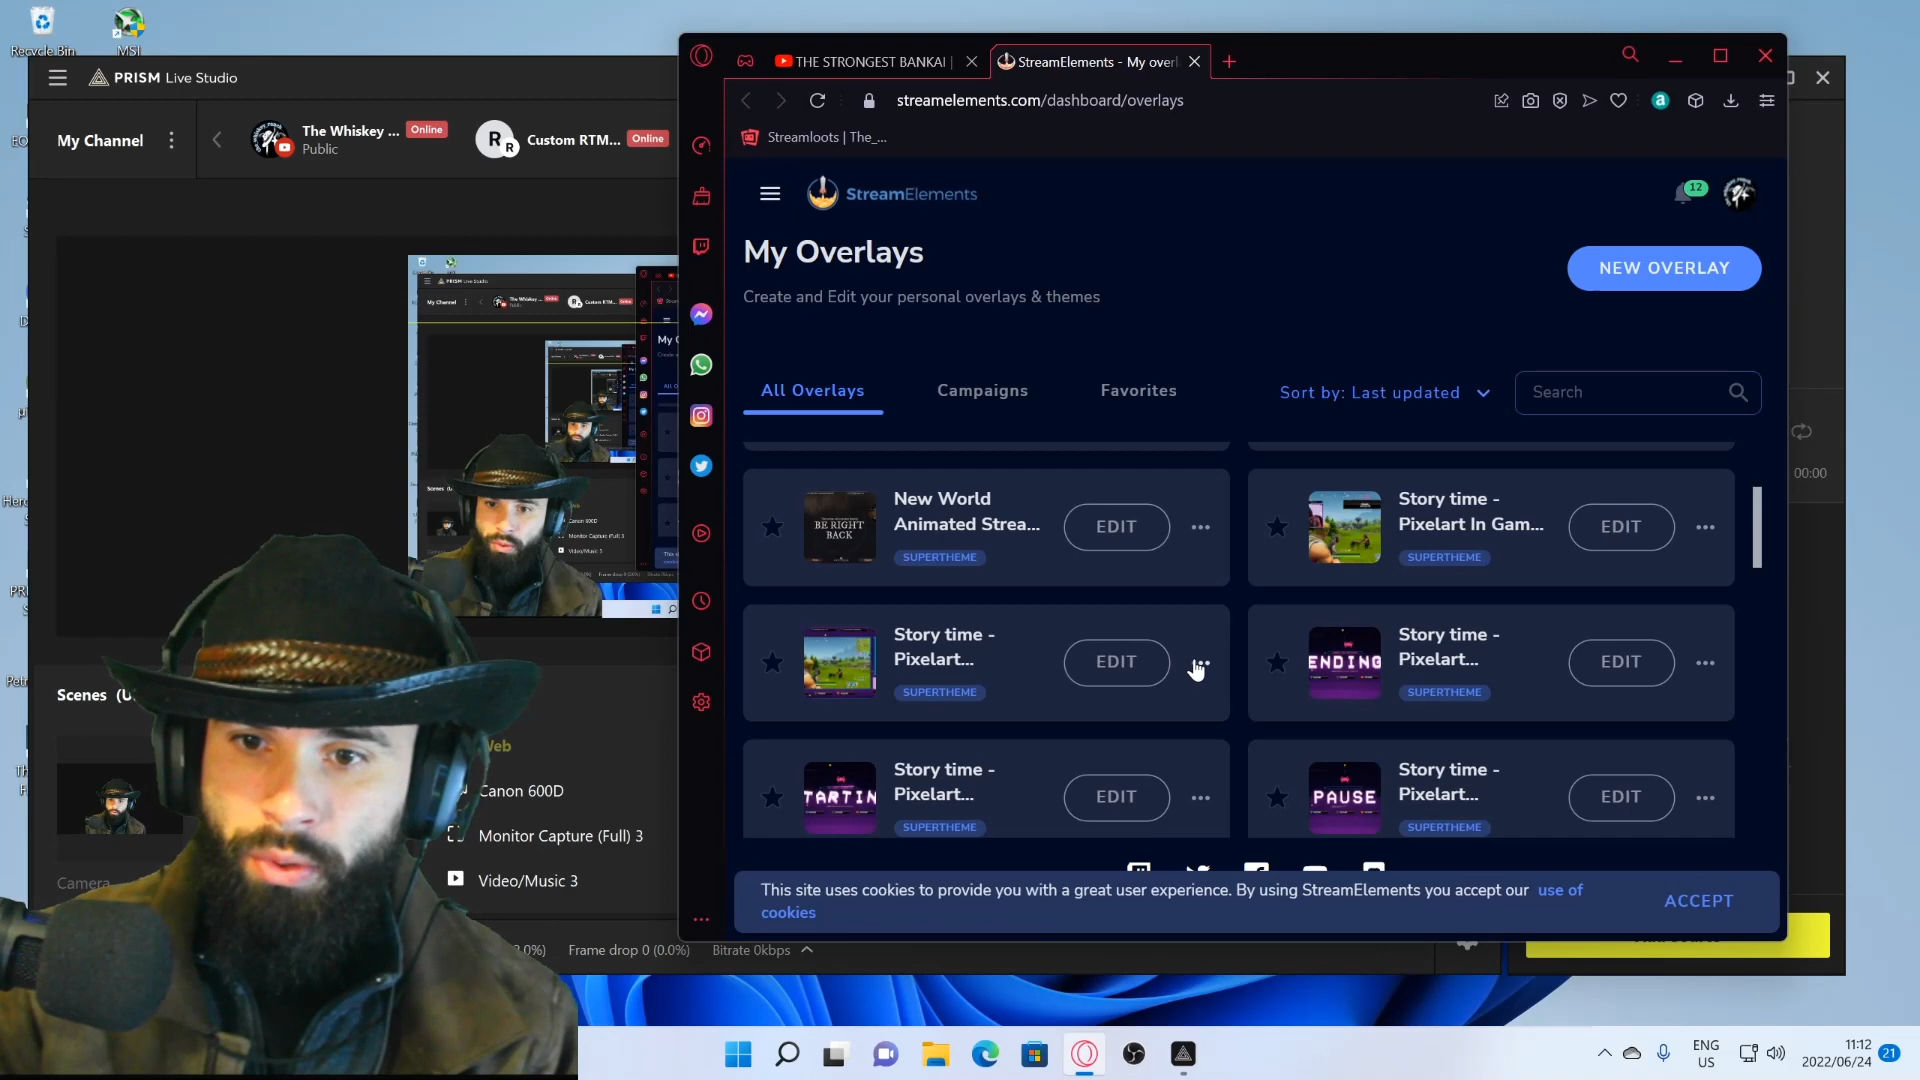 Recycle Bin
MSI
PRISM Live Studio
My Channel
The Whiskey ...
Online
Public
R
R
Custom RTM...
Online
THE STRONGEST BANKAI |
StreamElements - My overl
streamelements.com/dashboard/overlays
Streamloots | The_...
StreamElements
12
My Overlays
NEW OVERLAY
Create and Edit your personal overlays & themes
All Overlays
Campaigns
Favorites
Sort by: Last updated
Search
00:00
BE RIGHT
BACK
New World
Animated Strea...
SUPERTHEME
EDIT
...
Story time -
Pixelart In Gam...
SUPERTHEME
EDIT
...
Story time -
Pixelart...
SUPERTHEME
EDIT
ENDING
Story time -
Pixelart...
SUPERTHEME
EDIT
...
TARTIN
Story time -
Pixelart...
SUPERTHEME
EDIT
...
PAUSE
Story time -
Pixelart...
SUPERTHEME
EDIT
...
Scenes (U
Camera
Web
Canon 600D
Monitor Capture (Full) 3
Video/Music 3
This site uses cookies to provide you with a great user experience. By using StreamElements you accept our use of
cookies
ACCEPT
.0%)
Frame drop 0 (0.0%)
Bitrate 0kbps
ENG
US
11:12
2022/06/24
21